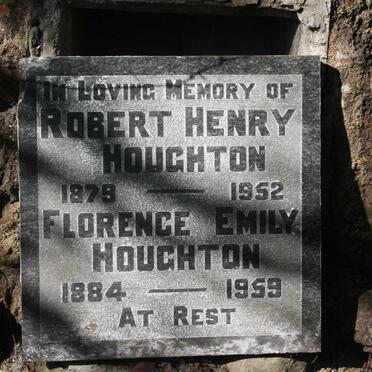 In Loving Memory of
Robert Henry
Houghton
1879 — 1952
Florence Emily
Houghton
1884 — 1959
At Rest